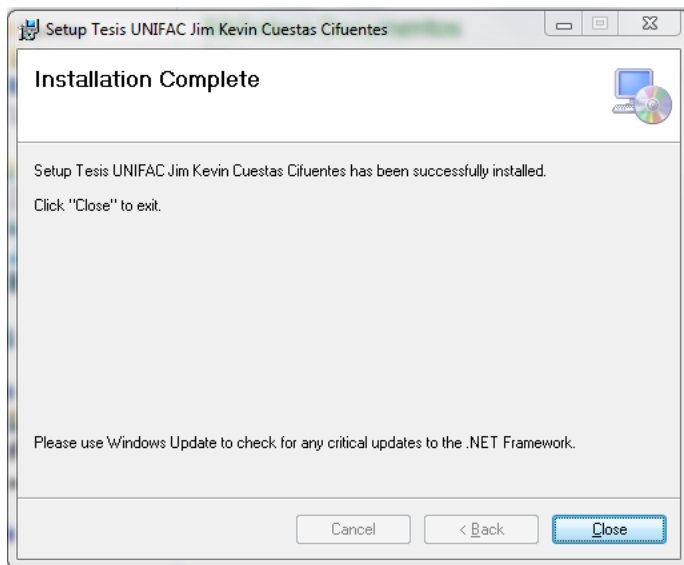 Setup Tesis UNIFAC Jim Kevin Cuestas Cifuentes
Installation Complete
Setup Tesis UNIFAC Jim Kevin Cuestas Cifuentes has been successfully installed.
Click "Close" to exit.
Please use Windows Update to check for any critical updates to the .NET Framework.
Cancel
< Back
Close